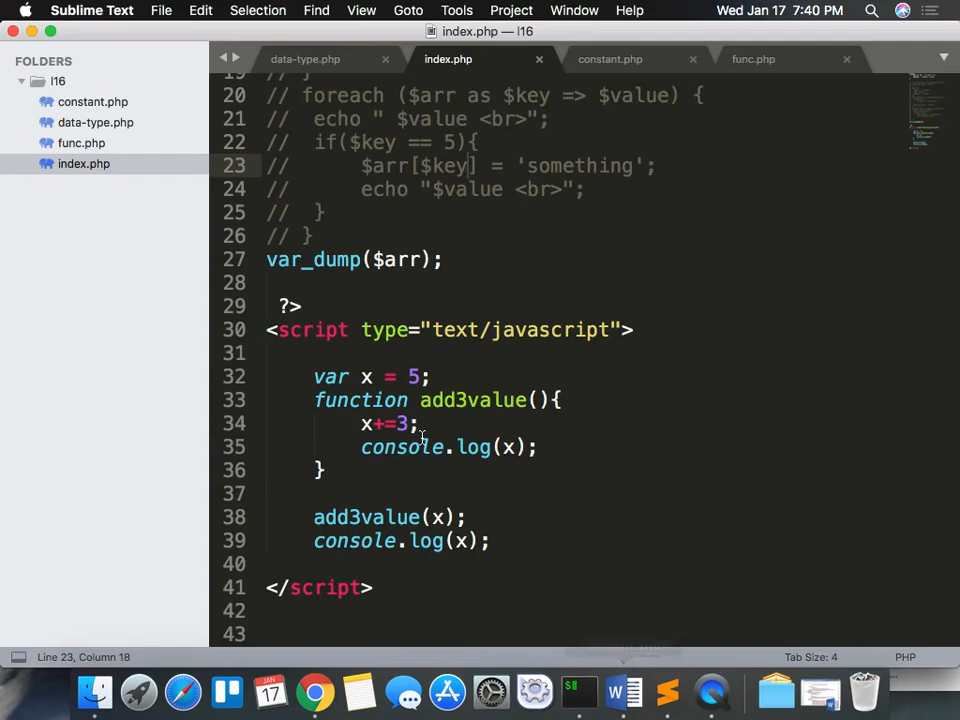 Sublime Text File Edit Selection Find View Goto Tools Project Window Help Wed Jan 17 7:40 PM
index.php — l16
FOLDERS
l16
constant.php
data-type.php
func.php
index.php
data-type.php × index.php × constant.php × func.php ×
20 // foreach ($arr as $key => $value) {
21 // echo " $value <br>";
22 // if($key == 5){
23 // $arr[$key] = 'something';
24 // echo "$value <br>";
25 // }
26 // }
27 var_dump($arr);
28
29 ?>
30 <script type="text/javascript">
31
32 var x = 5;
33 function add3value(){
34 x+=3;
35 console.log(x);
36 }
37
38 add3value(x);
39 console.log(x);
40
41 </script>
42
43
Line 23, Column 18 Tab Size: 4 PHP
JAN
17